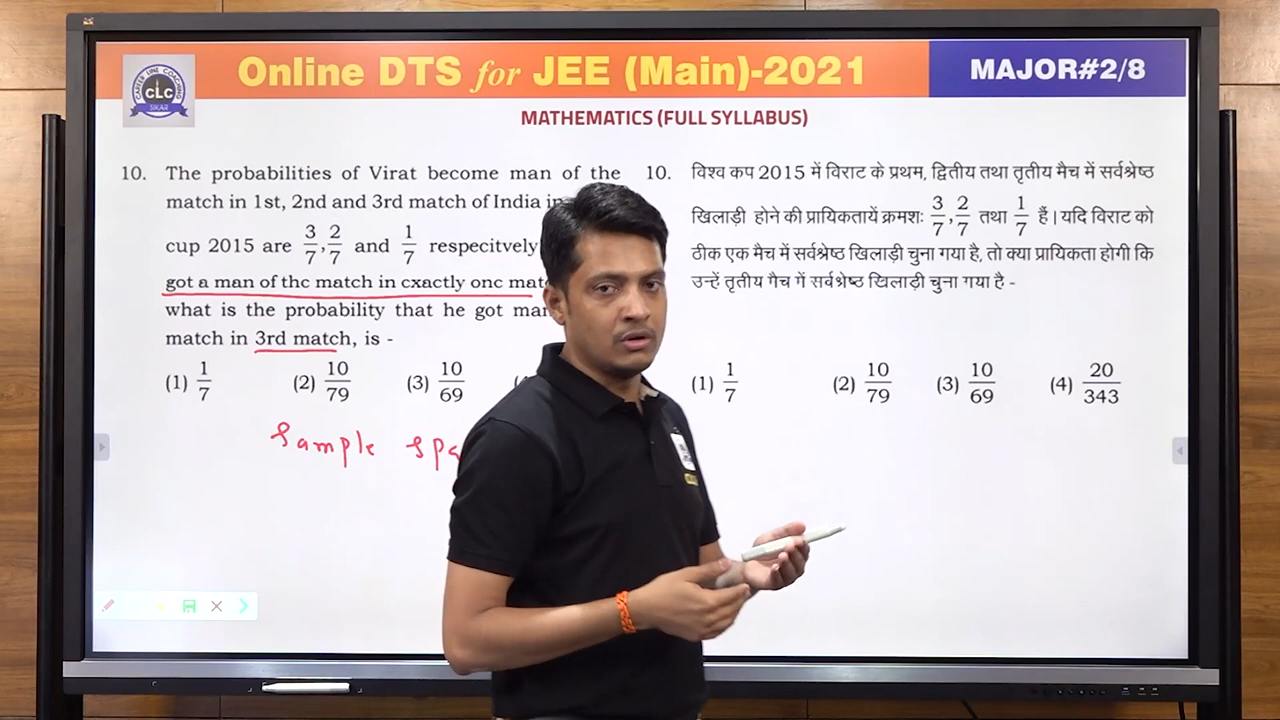 CAREER LINE COACHING
CLC
SIKAR
Online DTS for JEE (Main)-2021
MAJOR#2/8
MATHEMATICS (FULL SYLLABUS)
10. The probabilities of Virat become man of the
match in 1st, 2nd and 3rd match of India in
cup 2015 are 3/7, 2/7 and 1/7 respecitvely
got a man of thc match in cxactly onc
what is the probability that he got
match in 3rd match, is -
(1) 1/7 (2) 10/79 (3) 10/69
Sample
10. विश्व कप 2015 में विराट के प्रथम, द्वितीय तथा तृतीय मैच में सर्वश्रेष्ठ
खिलाड़ी होने की प्रायिकतायें क्रमशः 3/7, 2/7 तथा 1/7 हैं। यदि विराट को
ठीक एक मैच में सर्वश्रेष्ठ खिलाड़ी चुना गया है, तो क्या प्रायिकता होगी कि
उन्हें तृतीय गैच गें सर्वश्रेष्ठ खिलाड़ी चुना गया है -
(1) 1/7 (2) 10/79 (3) 10/69 (4) 20/343